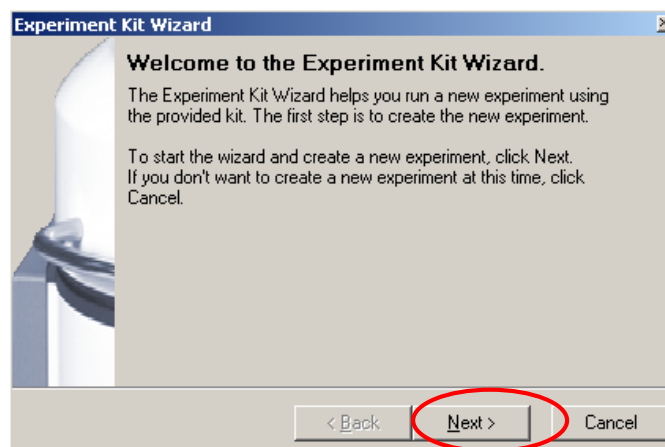 Experiment Kit Wizard
Welcome to the Experiment Kit Wizard.
The Experiment Kit Wizard helps you run a new experiment using
the provided kit. The first step is to create the new experiment.
To start the wizard and create a new experiment, click Next.
If you don't want to create a new experiment at this time, click
Cancel.
< Back Next > Cancel